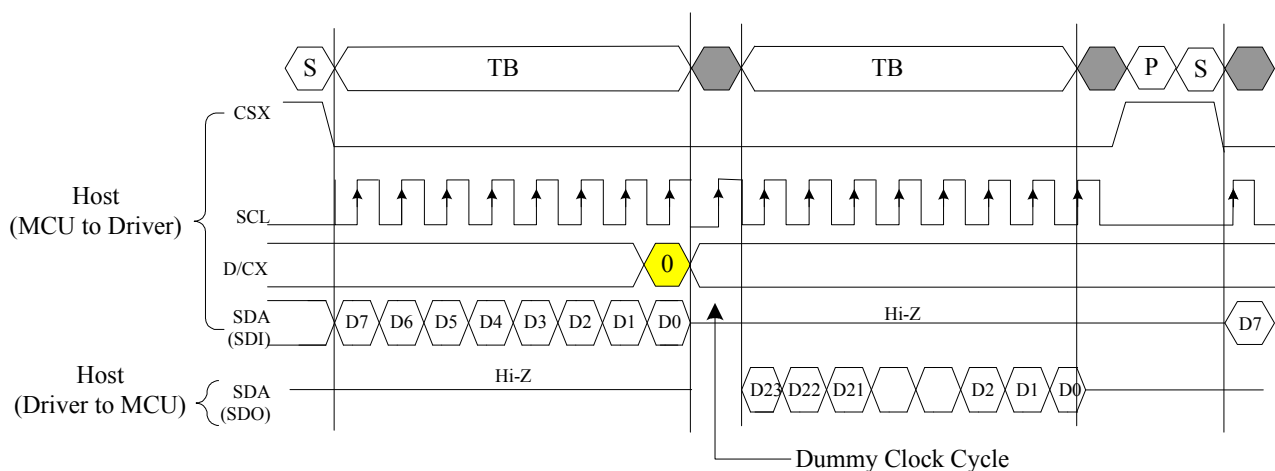 S TB TB P S
CSX
Host
(MCU to Driver)
SCL
D/CX 0
SDA
(SDI)
D7 D6 D5 D4 D3 D2 D1 D0 Hi-Z D7
Host
(Driver to MCU)
SDA
(SDO)
Hi-Z D23 D22 D21 D2 D1 D0
Dummy Clock Cycle